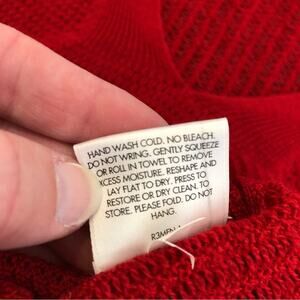 HAND WASH COLD. NO BLEACH.
DO NOT WRING. GENTLY SQUEEZE
OR ROLL IN TOWEL TO REMOVE
EXCESS MOISTURE. RESHAPE AND
LAY FLAT TO DRY. PRESS TO
RESTORE OR DRY CLEAN. TO
STORE, PLEASE FOLD. DO NOT
HANG.